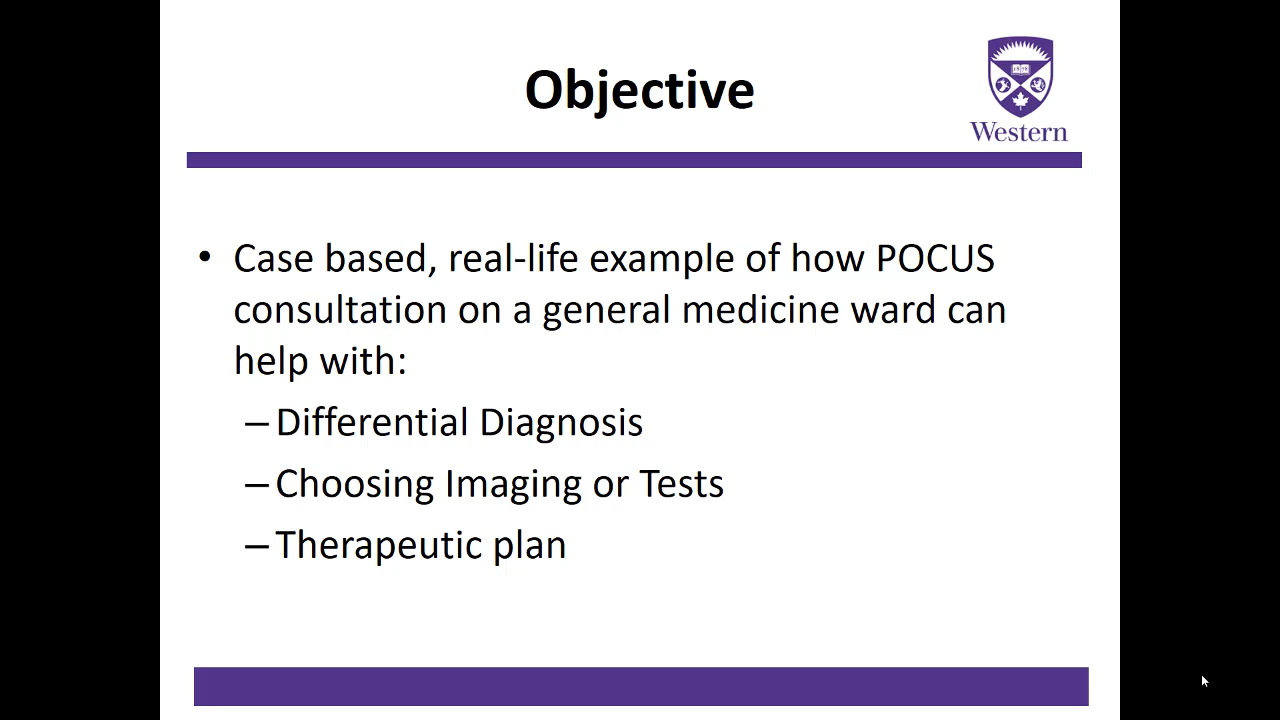 Objective
Western
• Case based, real-life example of how POCUS
consultation on a general medicine ward can
help with:
– Differential Diagnosis
– Choosing Imaging or Tests
– Therapeutic plan